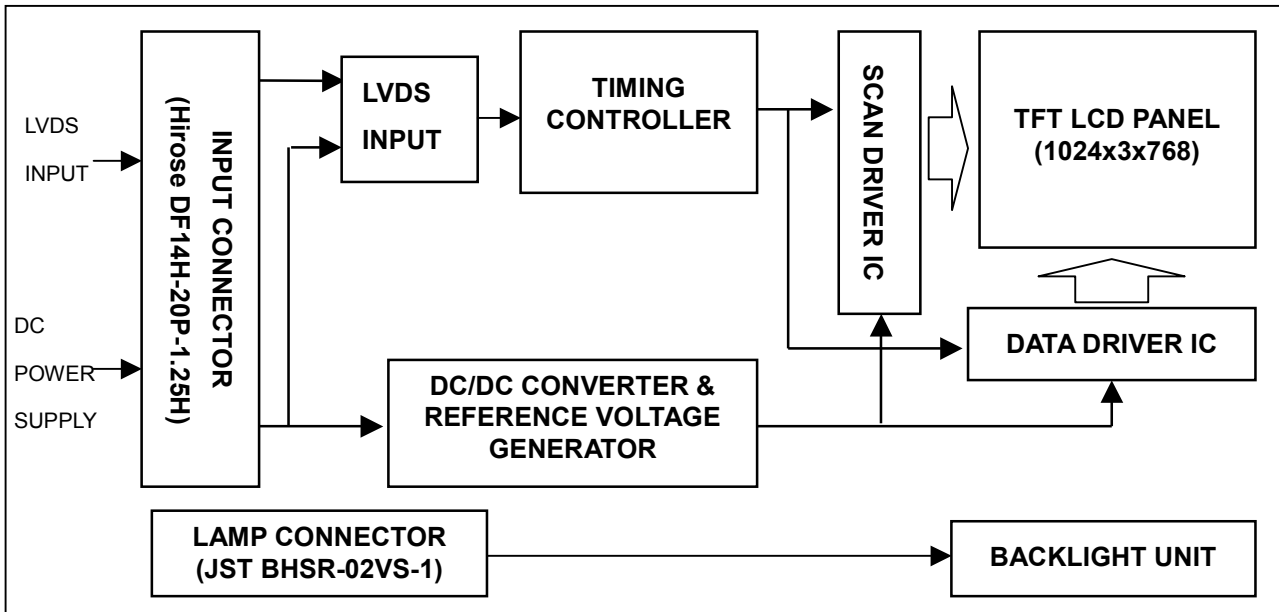 LVDS
INPUT
DC
POWER
SUPPLY
INPUT CONNECTOR
(Hirose DF14H-20P-1.25H)
LVDS
INPUT
TIMING
CONTROLLER
SCAN DRIVER IC
TFT LCD PANEL
(1024x3x768)
DATA DRIVER IC
DC/DC CONVERTER &
REFERENCE VOLTAGE
GENERATOR
LAMP CONNECTOR
(JST BHSR-02VS-1)
BACKLIGHT UNIT